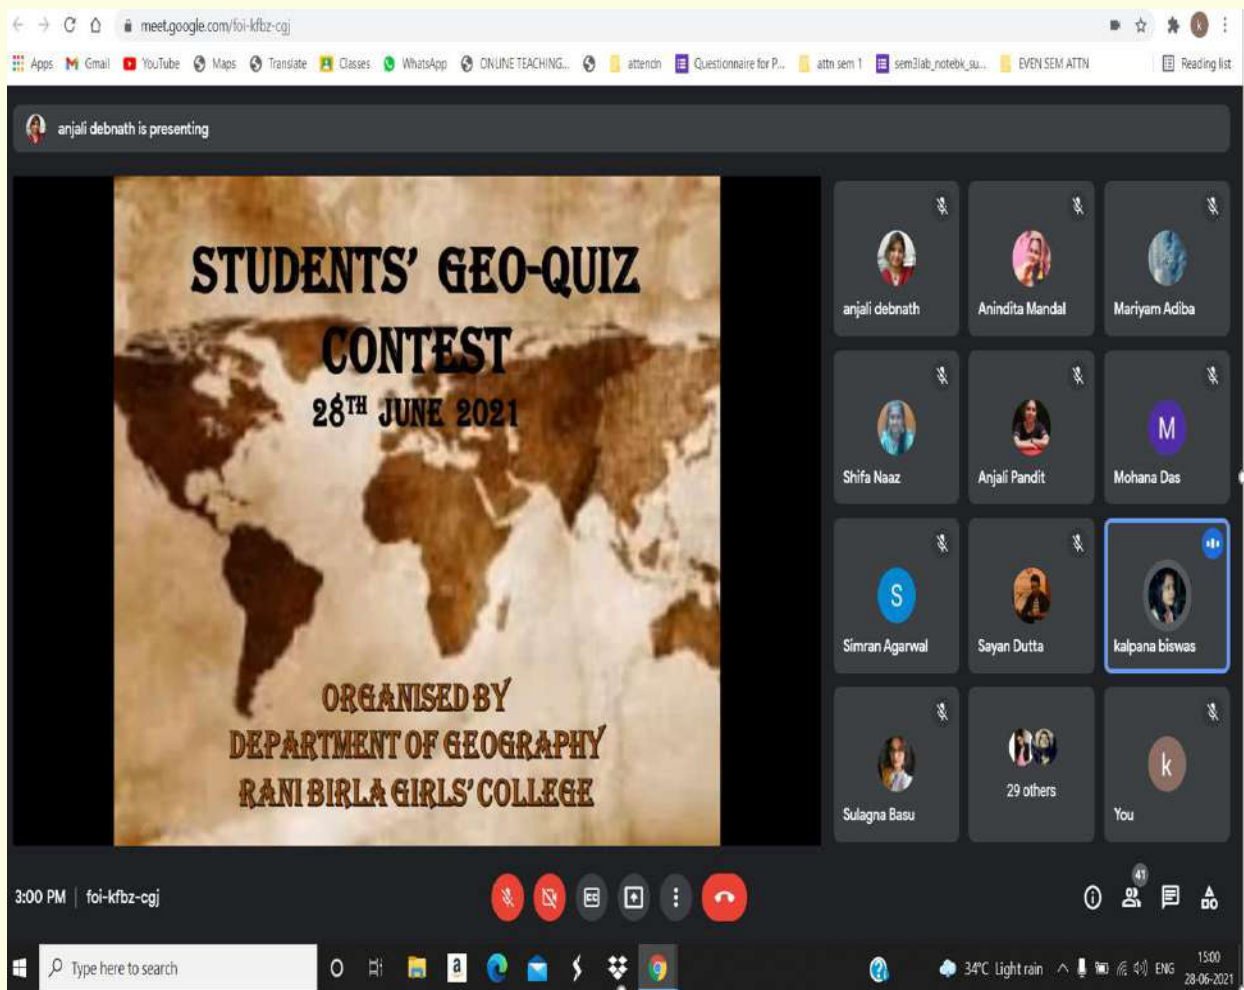 meet.google.com/foi-kfbz-cgj
Apps Gmail YouTube Maps Translate Classes WhatsApp ONLINE TEACHING... attencin Questionnaire for P... attn sem 1 sem3lab_notebk_su... EVEN SEM ATTN Reading list
anjali debnath is presenting
STUDENTS' GEO-QUIZ
CONTEST
28TH JUNE 2021
ORGANISED BY
DEPARTMENT OF GEOGRAPHY
RANI BIRLA GIRLS' COLLEGE
anjali debnath
Anindita Mandal
Mariyam Adiba
Shifa Naaz
Anjali Pandit
M
Mohana Das
S
Simran Agarwal
Sayan Dutta
kalpana biswas
Sulagna Basu
29 others
k
You
3:00 PM | foi-kfbz-cgj
41
Type here to search
34°C Light rain
ENG
15:00
28-06-2021